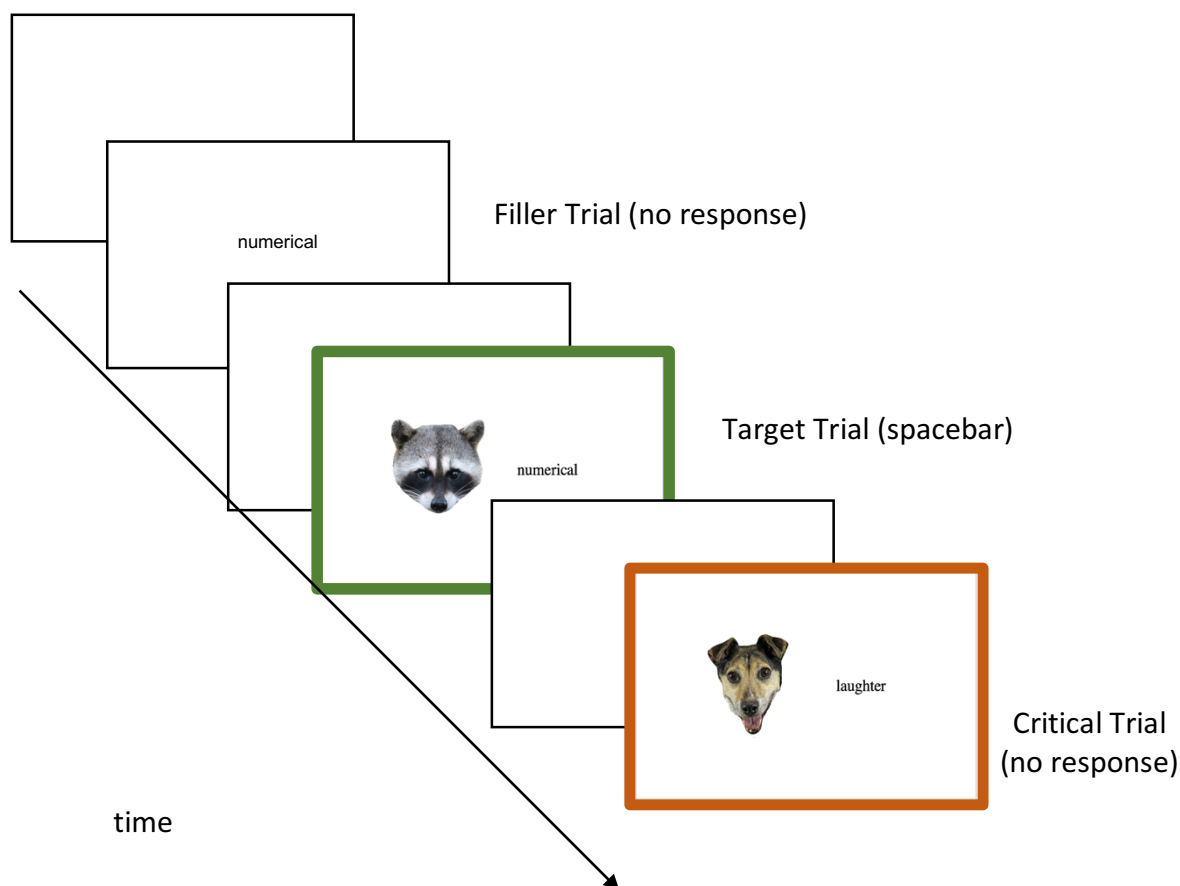 Filler Trial (no response)
numerical
Target Trial (spacebar)
numerical
laughter
Critical Trial
(no response)
time